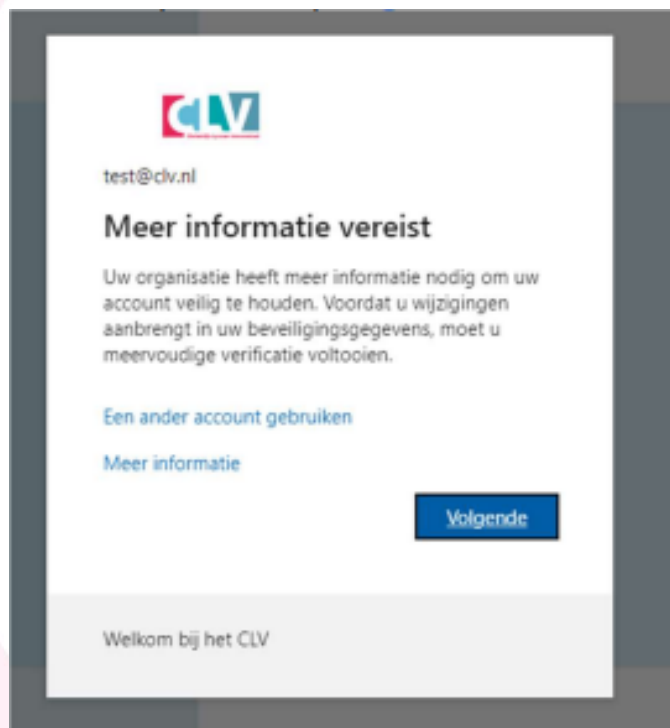 CLV
test@clv.nl
Meer informatie vereist
Uw organisatie heeft meer informatie nodig om uw
account veilig te houden. Voordat u wijzigingen
aanbrengt in uw beveiligingsgegevens, moet u
meervoudige verificatie voltooien.
Een ander account gebruiken
Meer informatie
Volgende
Welkom bij het CLV